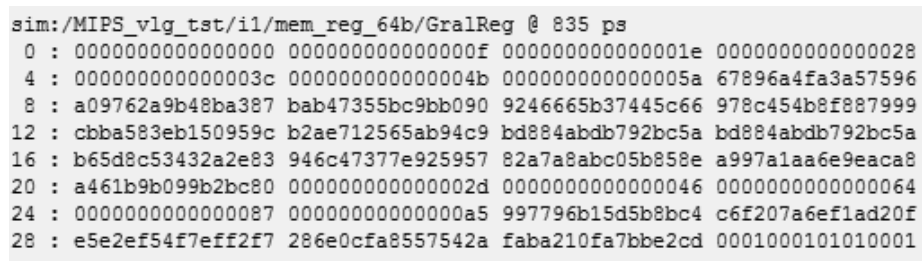 sim:/MIPS_vlg_tst/i1/mem_reg_64b/GralReg @ 835 ps
0 : 0000000000000000 000000000000000f 000000000000001e 0000000000000028
4 : 000000000000003c 000000000000004b 000000000000005a 67896a4fa3a57596
8 : a09762a9b48ba387 bab47355bc9bb090 9246665b37445c66 978c454b8f887999
12 : cbba583eb150959c b2ae712565ab94c9 bd884abdb792bc5a bd884abdb792bc5a
16 : b65d8c53432a2e83 946c47377e925957 82a7a8abc05b858e a997a1aa6e9eaca8
20 : a461b9b099b2bc80 000000000000002d 0000000000000046 0000000000000064
24 : 0000000000000087 00000000000000a5 997796b15d5b8bc4 c6f207a6ef1ad20f
28 : e5e2ef54f7eff2f7 286e0cfa8557542a faba210fa7bbe2cd 0001000101010001